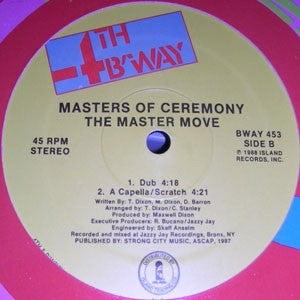 4TH
B'WAY
MASTERS OF CEREMONY
THE MASTER MOVE
45 RPM
STEREO
BWAY 453
SIDE B
℗ 1988 ISLAND
RECORDS, INC.
1. Dub 4:18
2. A Capella/Scratch 4:21
Written By: T. Dixon, M. Dixon, D. Barron
Arranged by: T. Dixon/C. Stanley
Produced by: Maxwell Dixon
Executive Producers: R. Bucano/Jazzy Jay
Engineered by: Skeff Anselm
Recorded and mixed at Jazzy Jay Recordings, Bronx, NY
PUBLISHED BY: STRONG CITY MUSIC, ASCAP, 1987
DISTRIBUTED BY